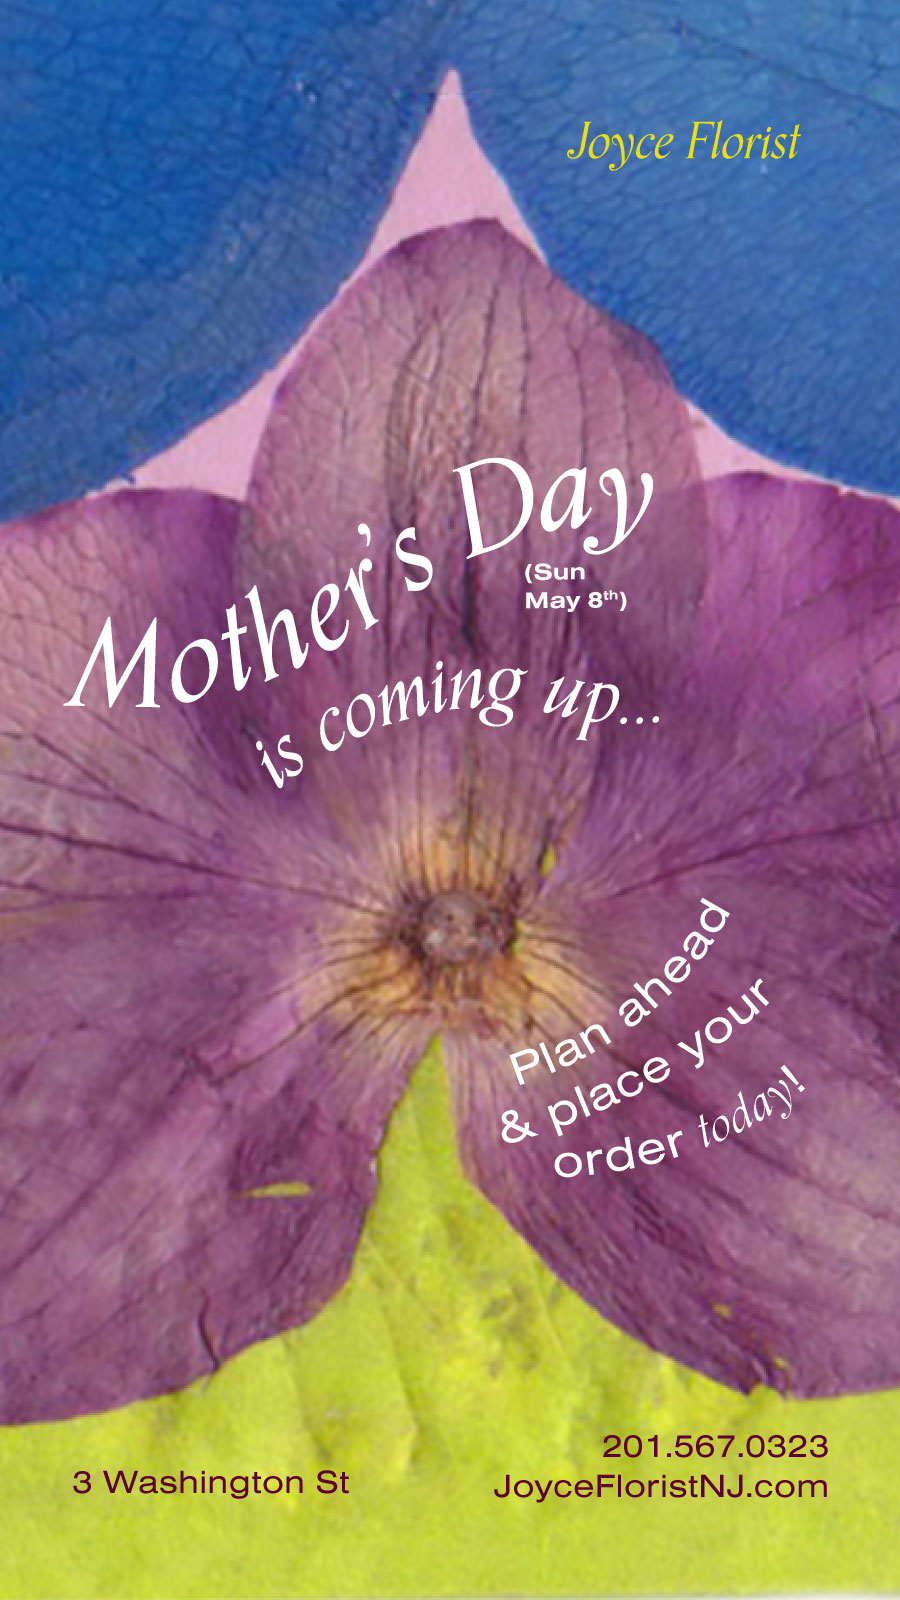 Joyce Florist
Mother's Day
(Sun
May 8th)
is coming up...
Plan ahead
& place your
order today!
201.567.0323
3 Washington St
JoyceFloristNJ.com